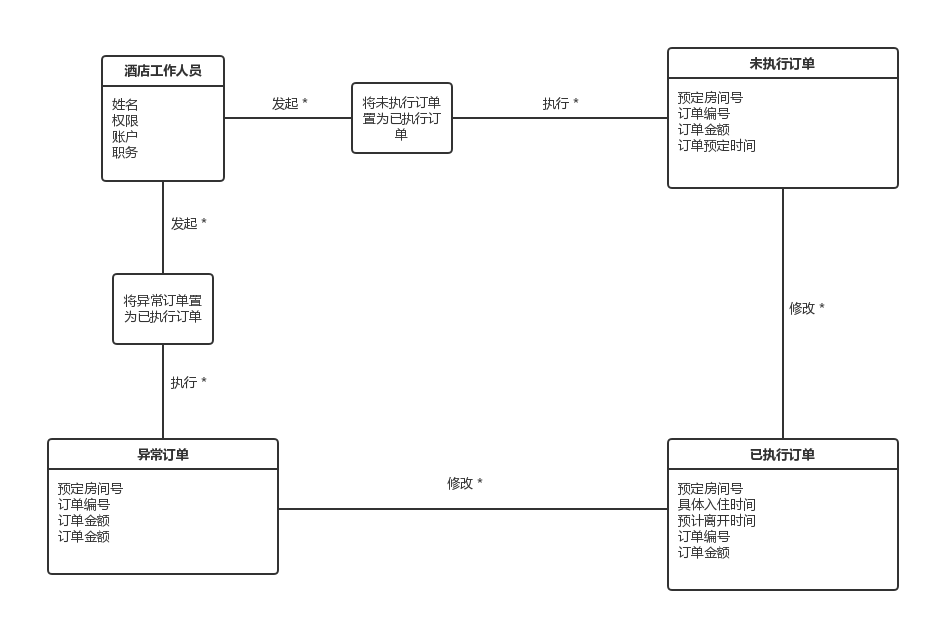 酒店工作人员
姓名
权限
账户
职务
发起 *
将未执行订单
置为已执行订
单
执行 *
未执行订单
预定房间号
订单编号
订单金额
订单预定时间
发起 *
将异常订单置
为已执行订单
执行 *
修改 *
异常订单
预定房间号
订单编号
订单金额
订单金额
修改 *
已执行订单
预定房间号
具体入住时间
预计离开时间
订单编号
订单金额